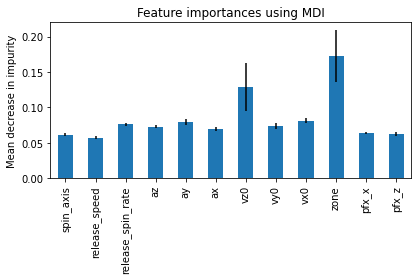 Feature importances using MDI
Mean decrease in impurity
0.20
0.15
0.10
0.05
0.00
spin_axis
release_speed
release_spin_rate
az
ay
ax
vz0
vy0
vx0
zone
pfx_x
pfx_z